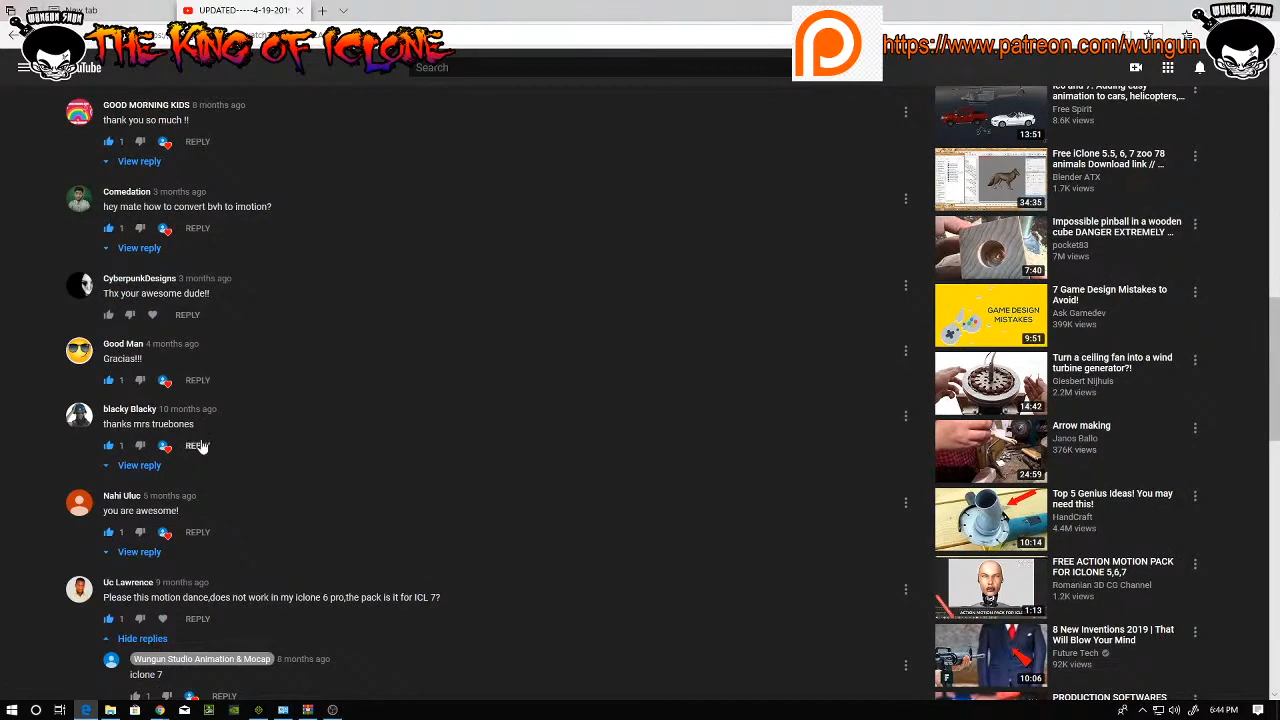 New tab
UPDATED----4-19-201
WUNGUN SHUN
THE KING OF ICLONE
https://www.patreon.com/wungun
WUNGUN SHUN
Search
GOOD MORNING KIDS 8 months ago
thank you so much !!
1 REPLY
View reply
Comedation 3 months ago
hey mate how to convert bvh to imotion?
1 REPLY
View reply
CyberpunkDesigns 3 months ago
Thx your awesome dude!!
REPLY
Good Man 4 months ago
Gracias!!!
1 REPLY
blacky Blacky 10 months ago
thanks mrs truebones
1 REPLY
View reply
Nahi Uluc 5 months ago
you are awesome!
REPLY
View reply
Uc Lawrence 9 months ago
Please this motion dance,does not work in my iclone 6 pro,the pack is it for ICL 7?
REPLY
Hide replies
Wungun Studio Animation & Mocap 8 months ago
iclone 7
1 REPLY
animation to cars, helicopters,...
Free Spirit
8.6K views
13:51
Free iClone 5.5, 6, 7 zoo 78
animals Download link // ...
Blender ATX
1.7K views
34:35
Impossible pinball in a wooden
cube DANGER EXTREMELY ...
pocket83
7M views
7:40
GAME DESIGN
MISTAKES
7 Game Design Mistakes to
Avoid!
Ask Gamedev
399K views
9:51
Turn a ceiling fan into a wind
turbine generator?!
Glesbert Nijhuis
2.2M views
14:42
Arrow making
Janos Ballo
376K views
24:59
Top 5 Genius Ideas! You may
need this!
HandCraft
4.4M views
10:14
FREE ACTION MOTION PACK
FOR ICLONE 5,6,7
Romanian 3D CG Channel
1.2K views
1:13
8 New Inventions 2019 | That
Will Blow Your Mind
Future Tech
92K views
10:06
PRODUCTION SOFTWARES
6:44 PM